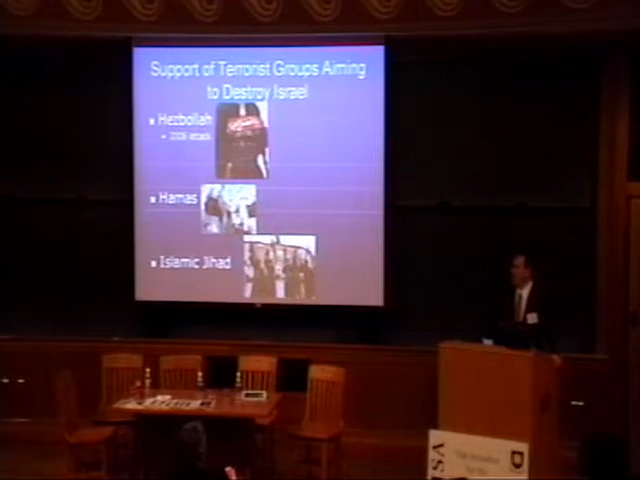 Support of Terrorist Groups Aiming
to Destroy Israel
▪ Hezbollah
▪ 2006 attack
▪ Hamas
▪ Islamic Jihad